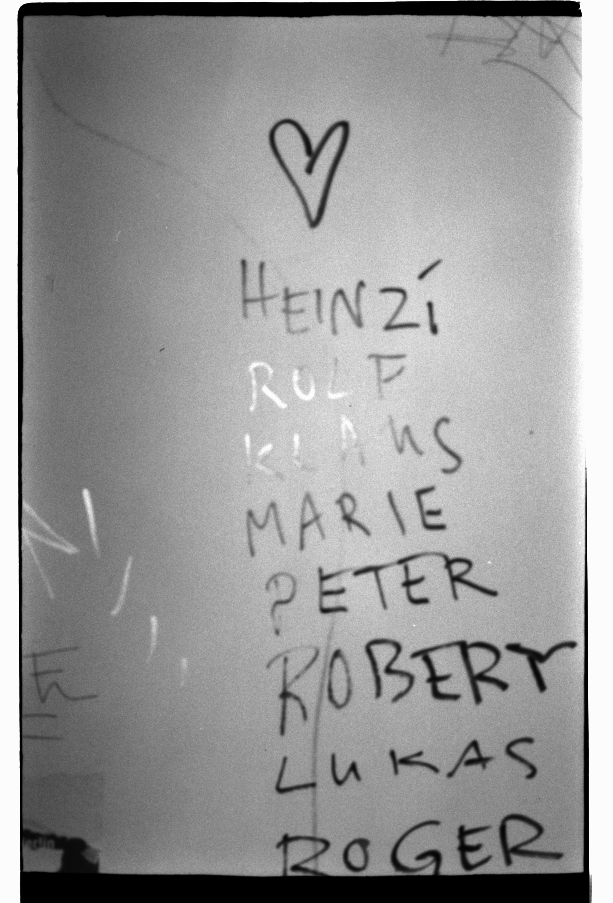 HEINZI
ROLF
KLAUS
MARIE
PETER
ROBERT
LUKAS
ROGER